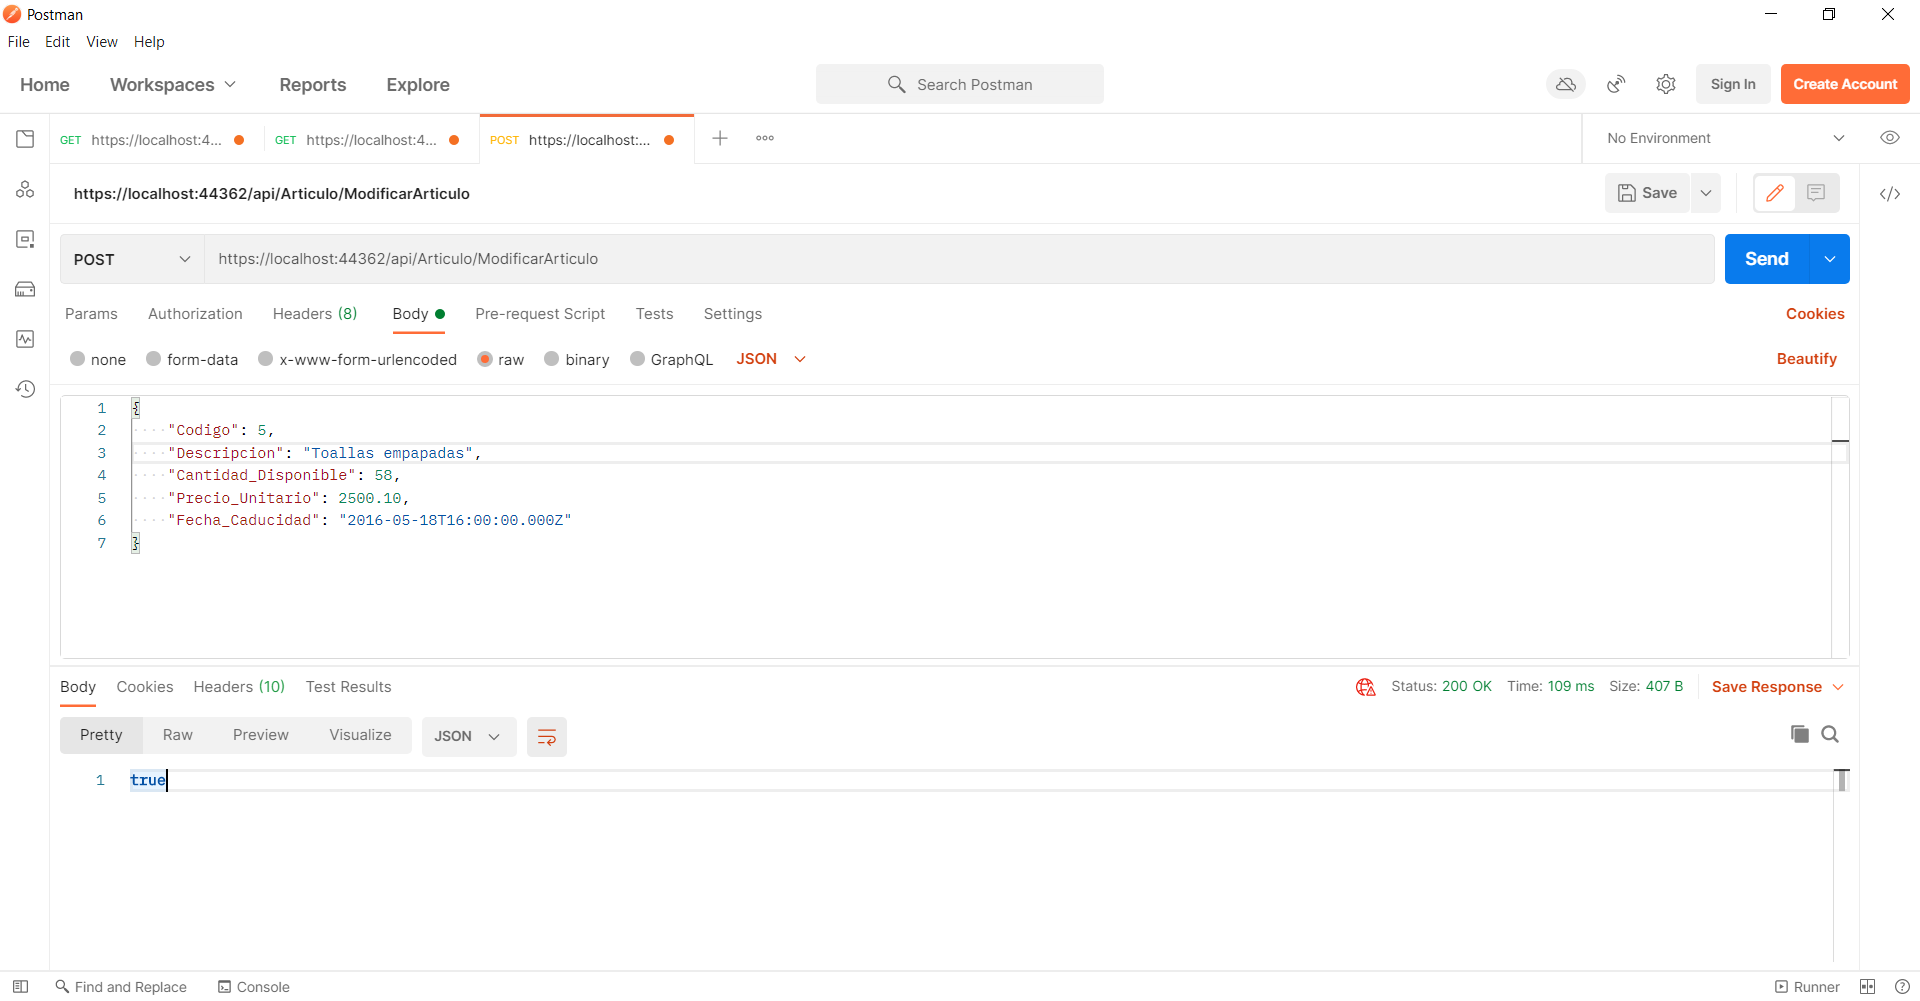 Postman
File Edit View Help
Home Workspaces Reports Explore Search Postman Sign In Create Account
GET https://localhost:4... GET https://localhost:4... POST https://localhost:... No Environment
https://localhost:44362/api/Articulo/ModificarArticulo Save
POST https://localhost:44362/api/Articulo/ModificarArticulo Send
Params Authorization Headers (8) Body Pre-request Script Tests Settings Cookies
none form-data x-www-form-urlencoded raw binary GraphQL JSON Beautify
1 {
2 "Codigo": 5,
3 "Descripcion": "Toallas empapadas",
4 "Cantidad_Disponible": 58,
5 "Precio_Unitario": 2500.10,
6 "Fecha_Caducidad": "2016-05-18T16:00:00.000Z"
7 }
Body Cookies Headers (10) Test Results Status: 200 OK Time: 109 ms Size: 407 B Save Response
Pretty Raw Preview Visualize JSON
1 true
Find and Replace Console Runner